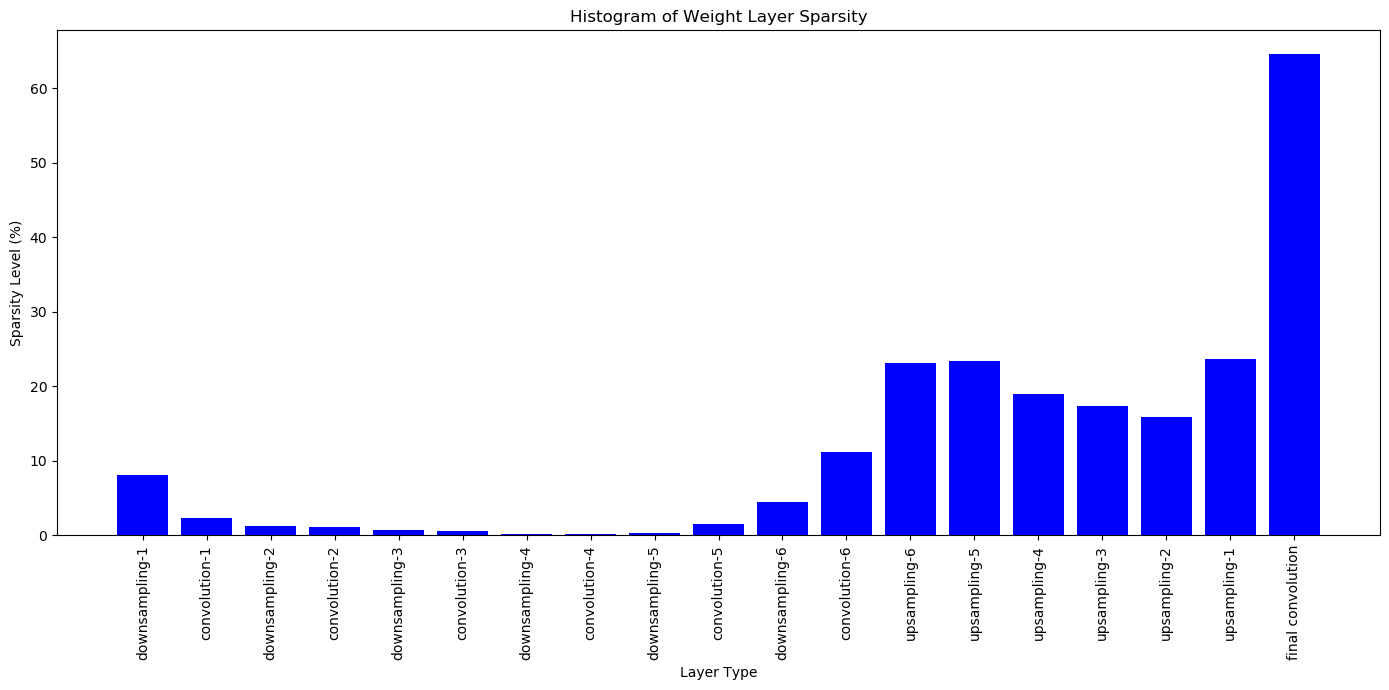 Histogram of Weight Layer Sparsity
Sparsity Level (%)
60
50
40
30
20
10
0
downsampling-1
convolution-1
downsampling-2
convolution-2
downsampling-3
convolution-3
downsampling-4
convolution-4
downsampling-5
convolution-5
downsampling-6
convolution-6
upsampling-6
upsampling-5
upsampling-4
upsampling-3
upsampling-2
upsampling-1
final convolution
Layer Type